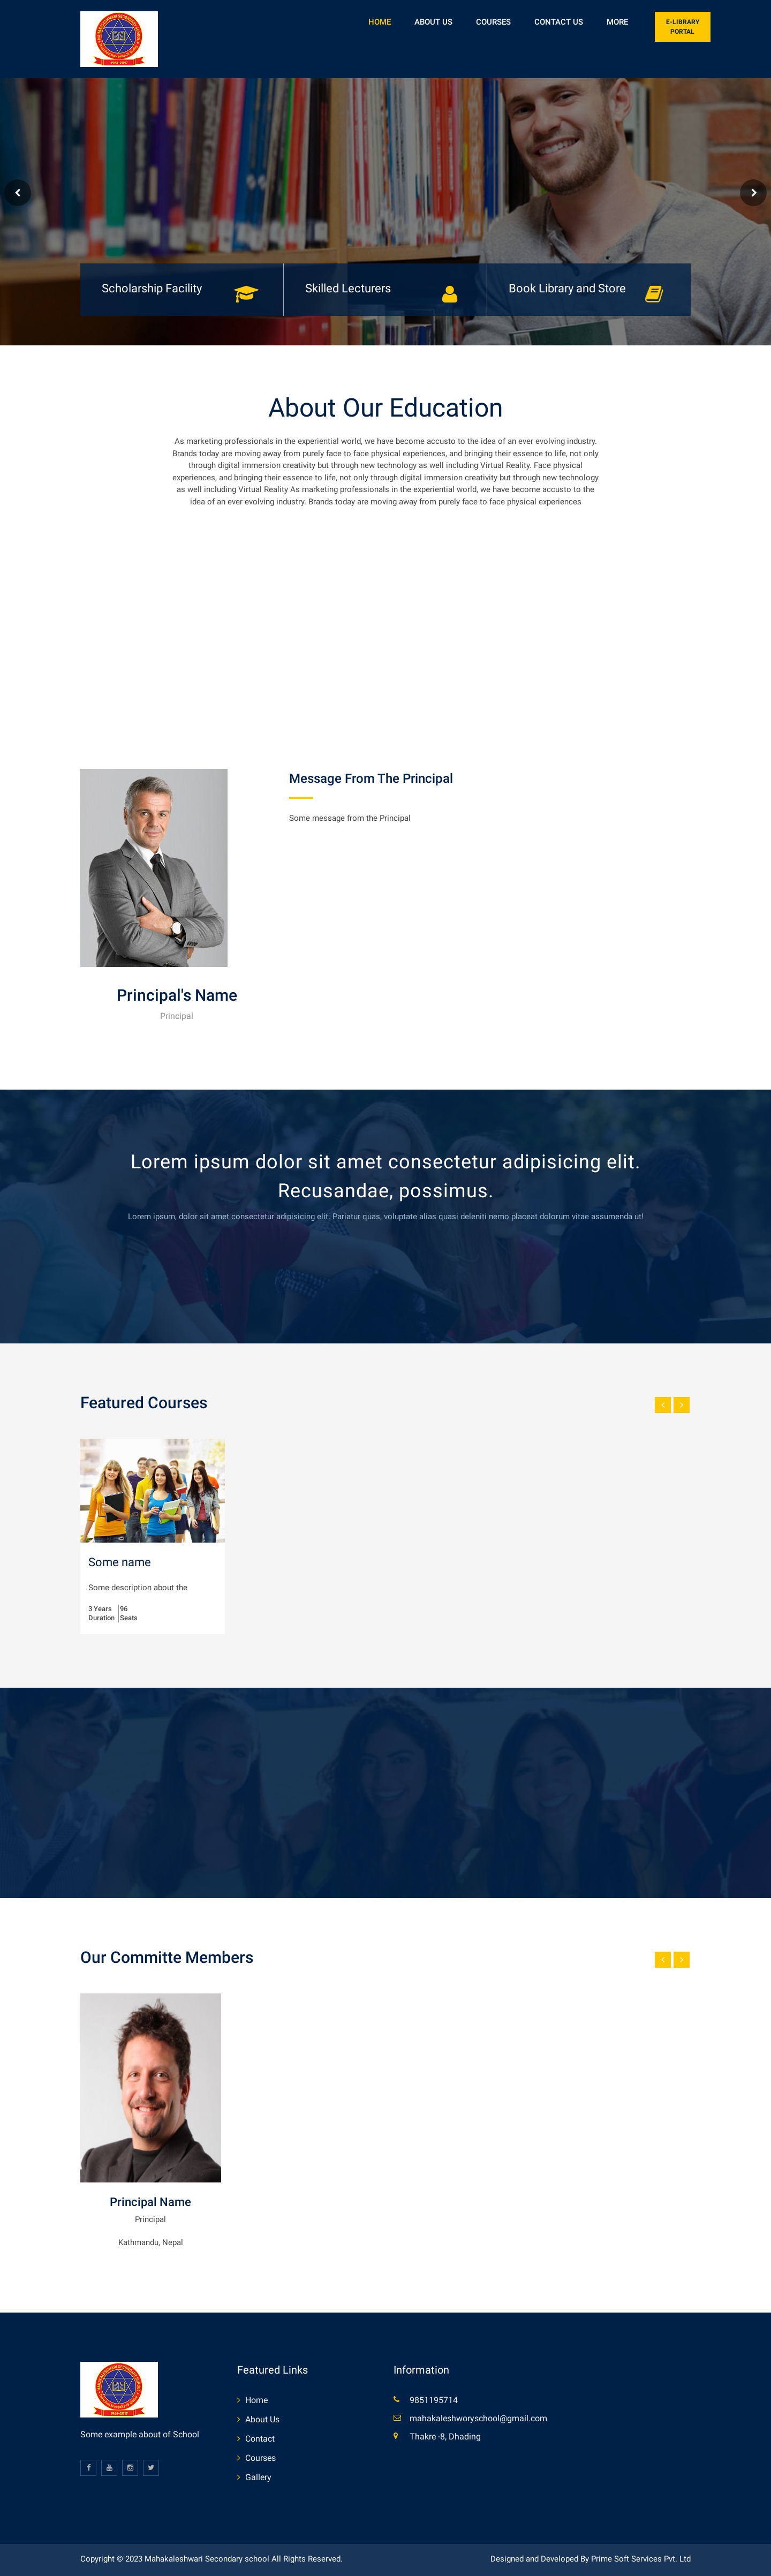 HOME ABOUT US COURSES CONTACT US MORE E-LIBRARY
PORTAL
Scholarship Facility
Skilled Lecturers
Book Library and Store
About Our Education
As marketing professionals in the experiential world, we have become accusto to the idea of an ever evolving industry.
Brands today are moving away from purely face to face physical experiences, and bringing their essence to life, not only
through digital immersion creativity but through new technology as well including Virtual Reality. Face physical
experiences, and bringing their essence to life, not only through digital immersion creativity but through new technology
as well including Virtual Reality As marketing professionals in the experiential world, we have become accusto to the
idea of an ever evolving industry. Brands today are moving away from purely face to face physical experiences
Message From The Principal
Some message from the Principal
Principal's Name
Principal
Lorem ipsum dolor sit amet consectetur adipisicing elit.
Recusandae, possimus.
Lorem ipsum, dolor sit amet consectetur adipisicing elit. Pariatur quas, voluptate alias quasi deleniti nemo placeat dolorum vitae assumenda ut!
Featured Courses
Some name
Some description about the
3 Years 96
Duration Seats
Our Committe Members
Principal Name
Principal
Kathmandu, Nepal
Some example about of School
Featured Links
Home
About Us
Contact
Courses
Gallery
Information
9851195714
mahakaleshworyschool@gmail.com
Thakre -8, Dhading
Copyright © 2023 Mahakaleshwari Secondary school All Rights Reserved.
Designed and Developed By Prime Soft Services Pvt. Ltd